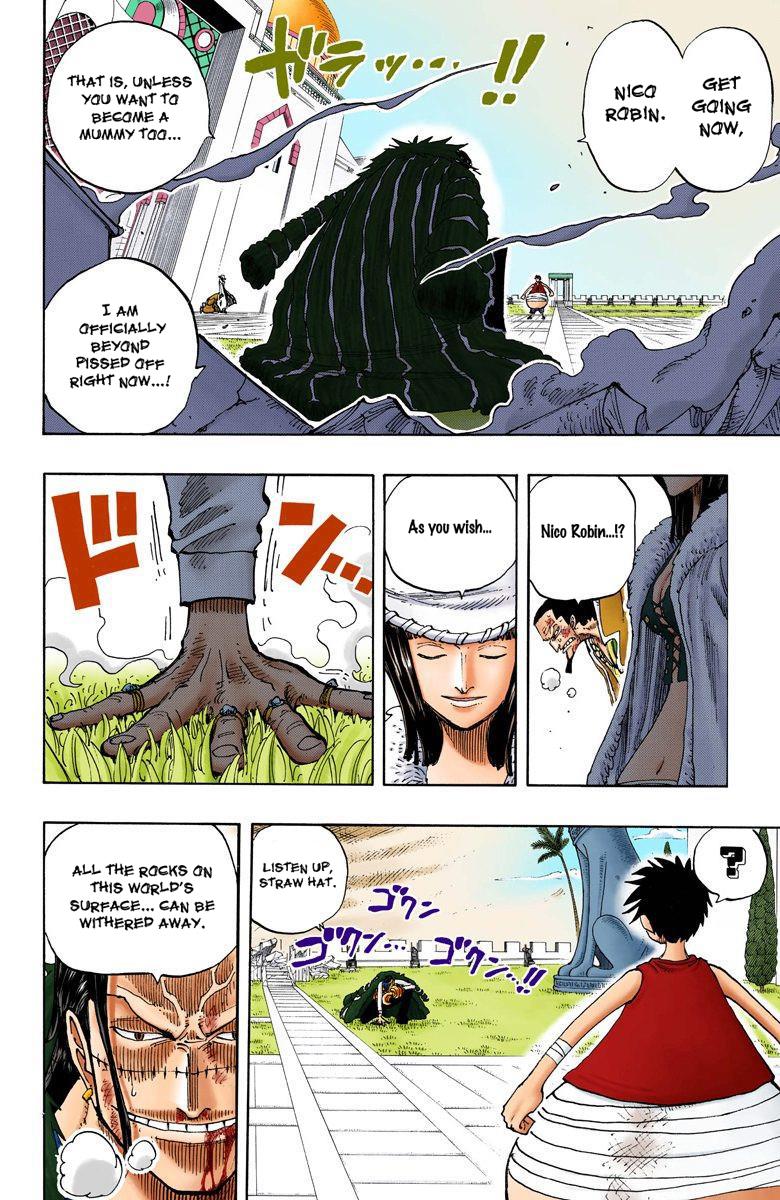 GET
GOING
NOW,
NICO
ROBIN.
ガラッ…!!
THAT IS, UNLESS
YOU WANT TO
BECOME A
MUMMY TOO...
I AM
OFFICIALLY
BEYOND
PISSED OFF
RIGHT NOW...!
Nico Robin...!?
As you wish...
ドン…
?
LISTEN UP,
STRAW HAT.
ゴクン
ゴクン…
ゴクン…!!
ALL THE ROCKS ON
THIS WORLD'S
SURFACE... CAN BE
WITHERED AWAY.